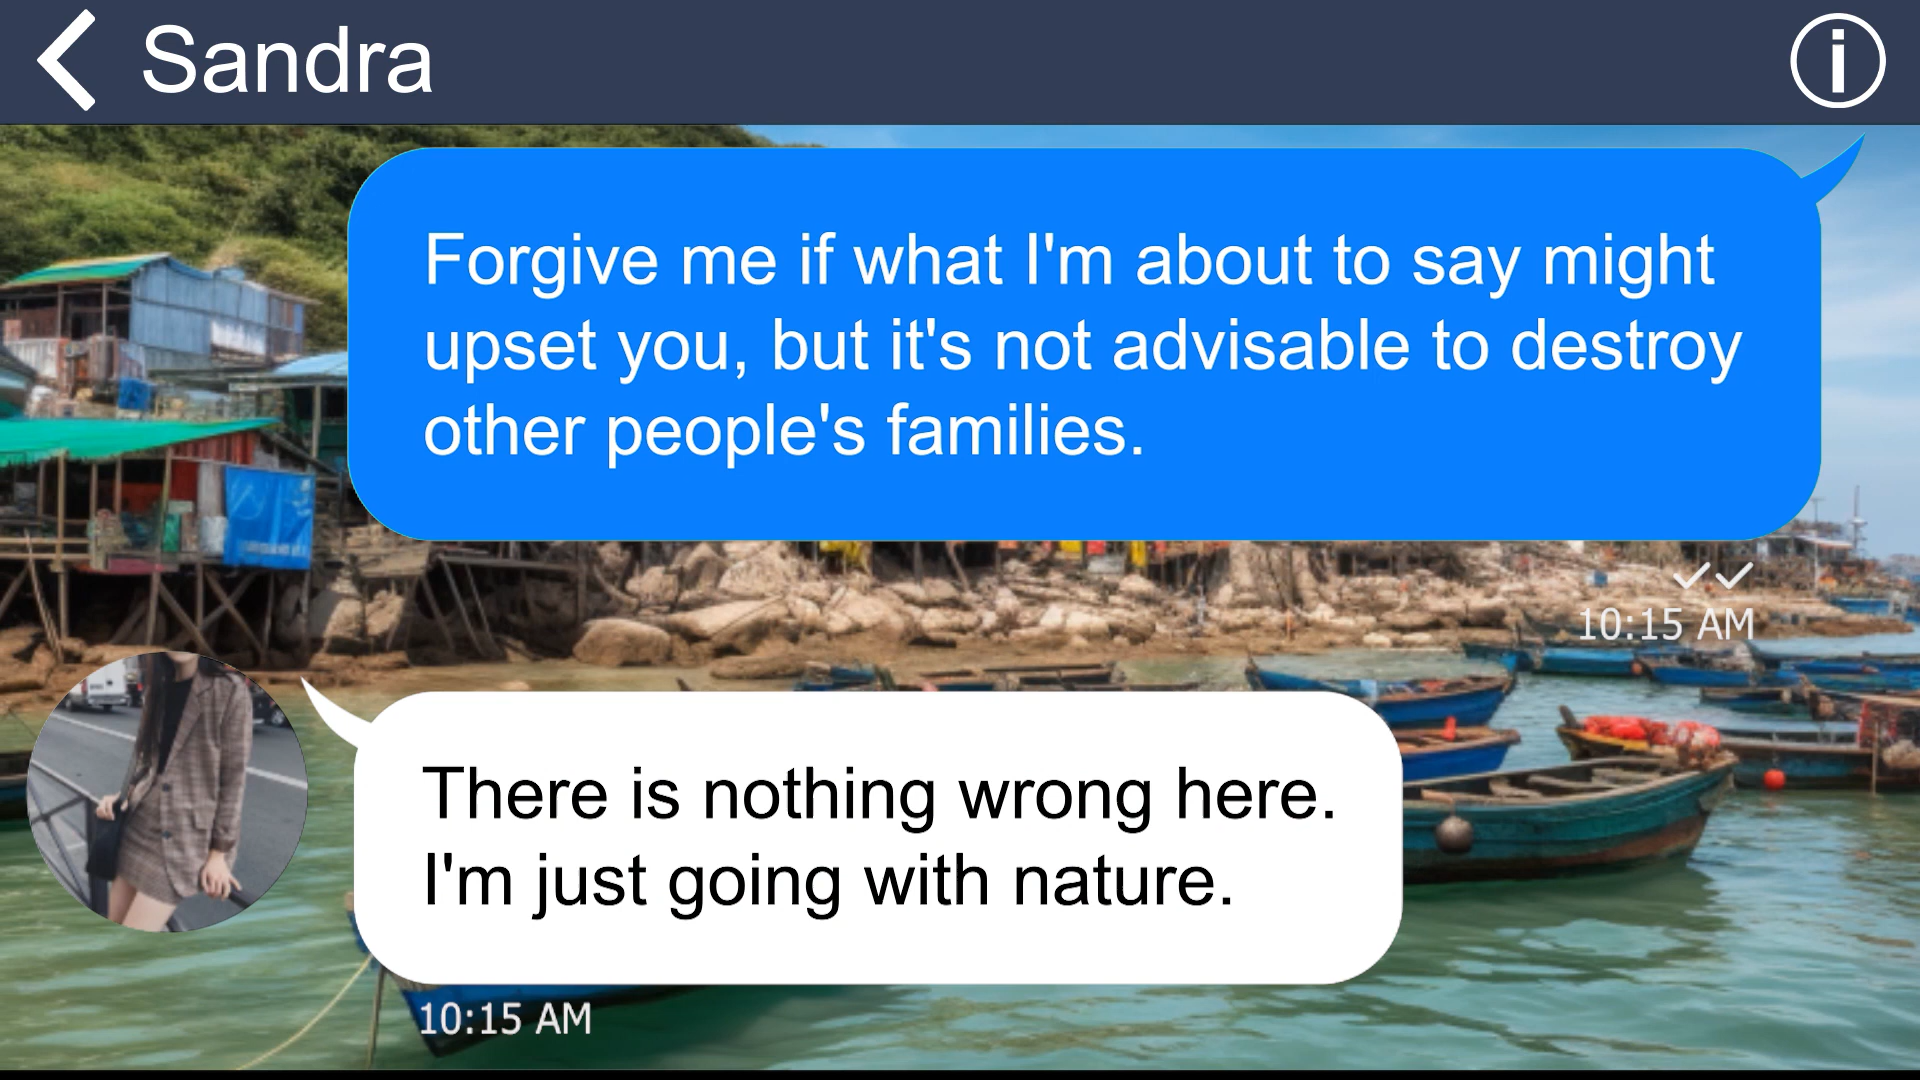 Sandra
Forgive me if what I'm about to say might
upset you, but it's not advisable to destroy
other people's families.
10:15 AM
There is nothing wrong here.
I'm just going with nature.
10:15 AM